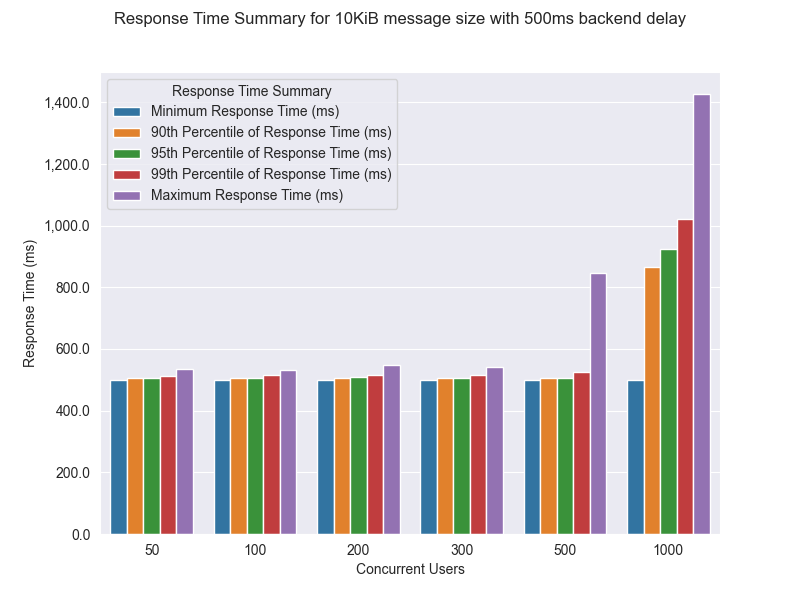 Response Time Summary for 10KiB message size with 500ms backend delay
Response Time Summary
Minimum Response Time (ms)
90th Percentile of Response Time (ms)
95th Percentile of Response Time (ms)
99th Percentile of Response Time (ms)
Maximum Response Time (ms)
Response Time (ms)
1,400.0
1,200.0
1,000.0
800.0
600.0
400.0
200.0
0.0
50 100 200 300 500 1000
Concurrent Users